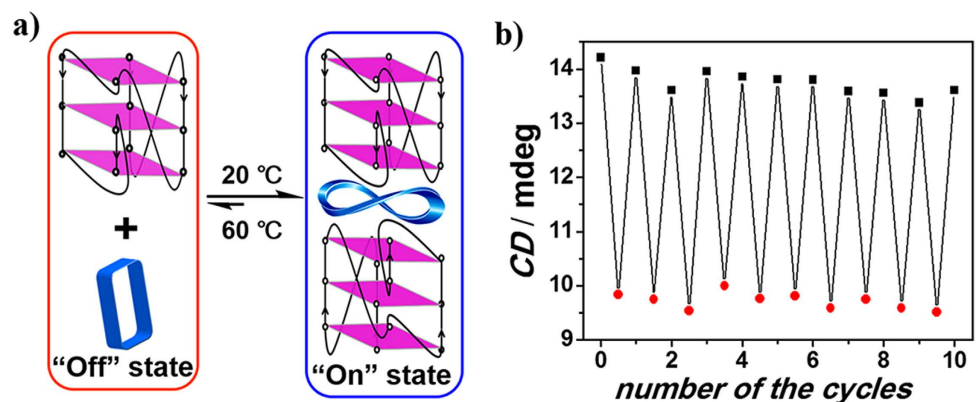 a)
20 ℃
60 ℃
+
"Off" state
"On" state
b)
CD / mdeg
14
13
12
11
10
9
0 2 4 6 8 10
number of the cycles